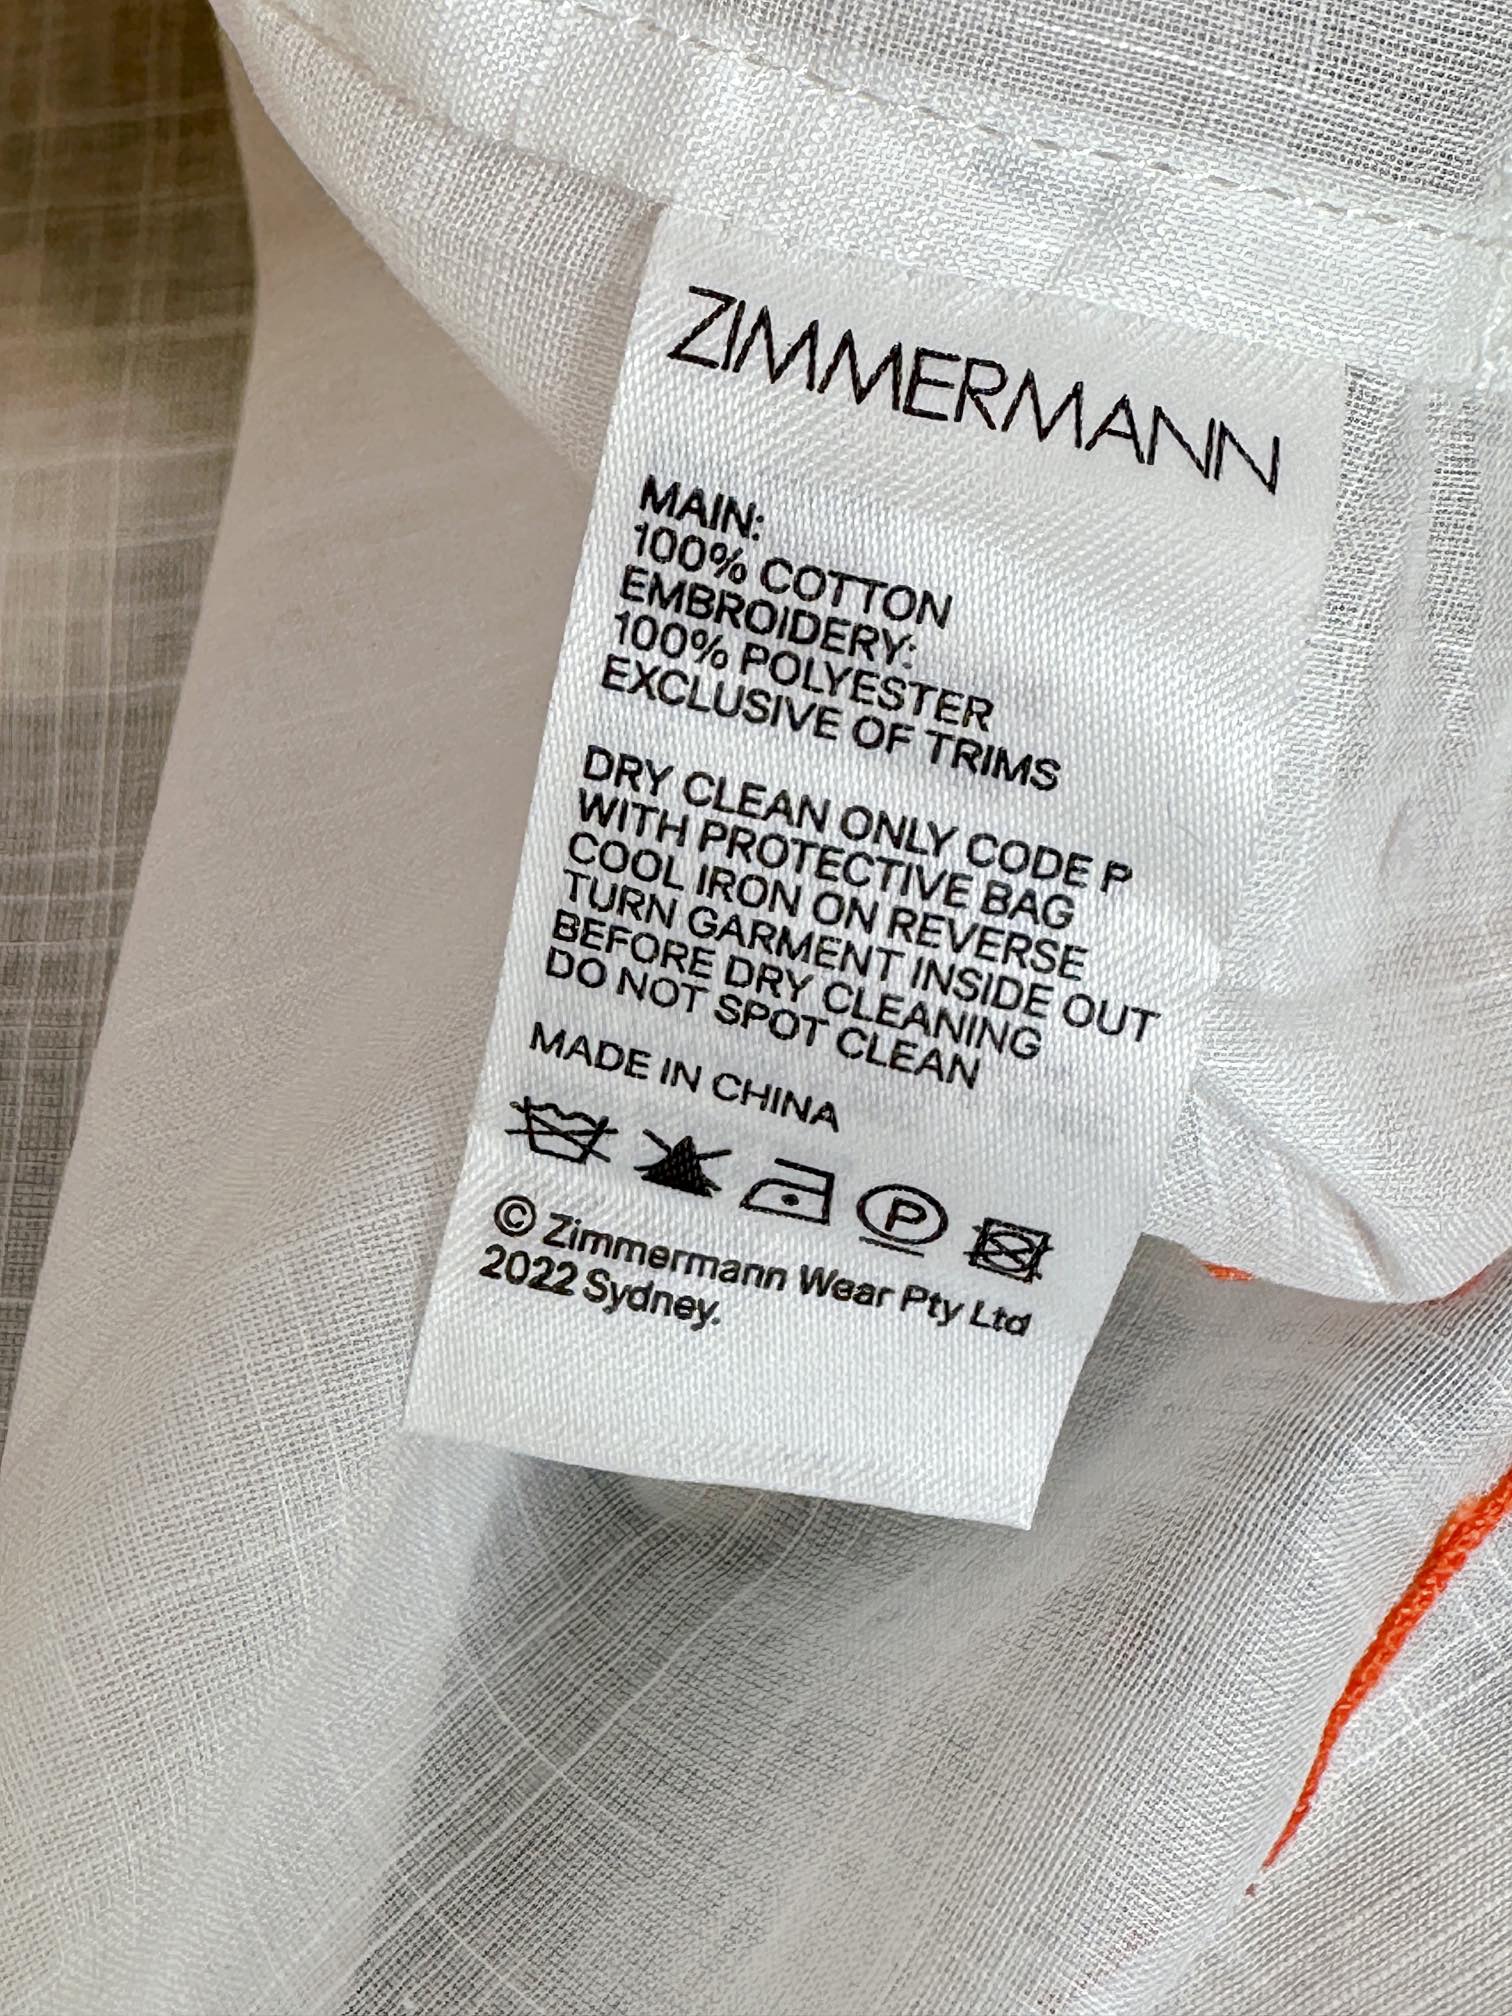 ZIMMERMANN
MAIN:
100% COTTON
EMBROIDERY:
100% POLYESTER
EXCLUSIVE OF TRIMS
DRY CLEAN ONLY CODE P
WITH PROTECTIVE BAG
COOL IRON ON REVERSE
TURN GARMENT INSIDE OUT
BEFORE DRY CLEANING
DO NOT SPOT CLEAN
MADE IN CHINA
P
© Zimmermann Wear Pty Ltd
2022 Sydney.